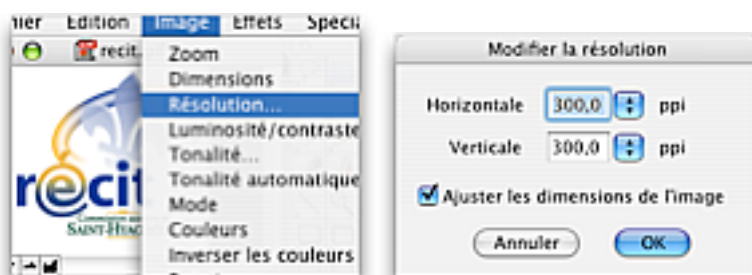 Edition Image Effets
recit.
Zoom
Dimensions
Résolution...
Luminosité/contraste
Tonalité...
Tonalité automatique
Mode
Couleurs
Inverser les couleurs
récit
SAINT-HYAC
Modifier la résolution
Horizontale 300,0 ppi
Verticale 300,0 ppi
Ajuster les dimensions de l'image
Annuler OK